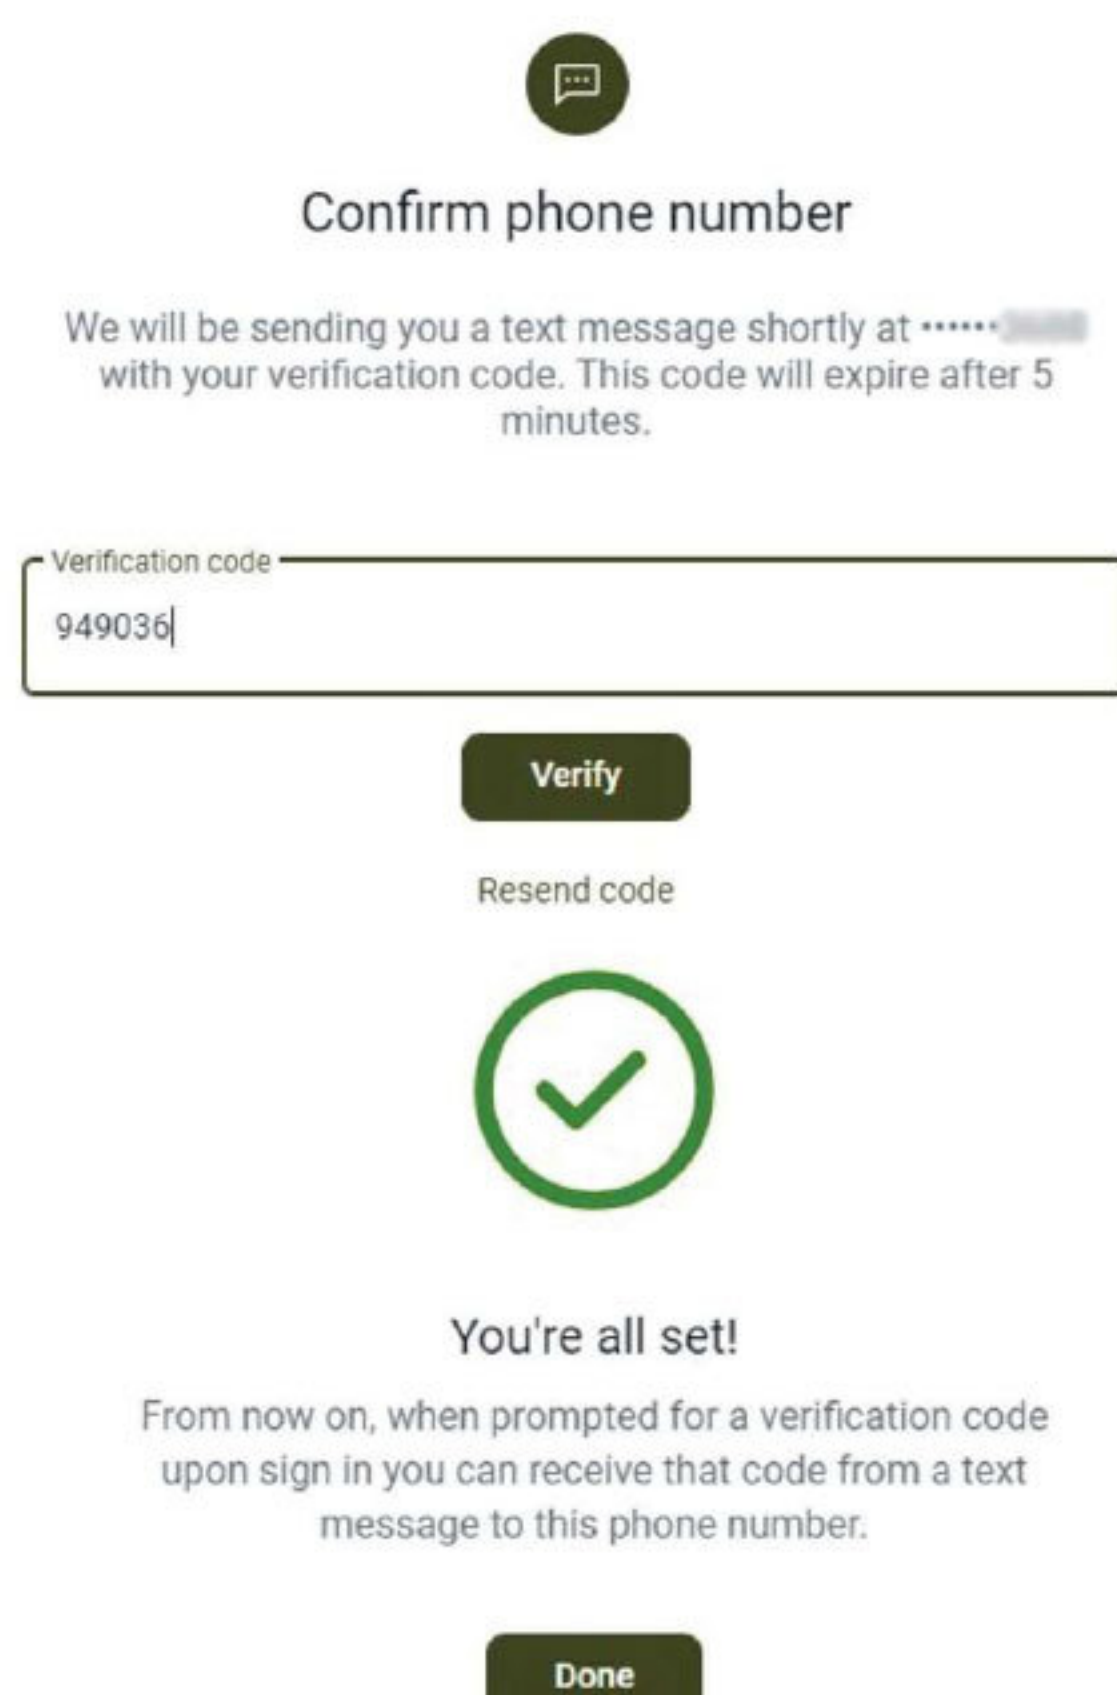 Confirm phone number
We will be sending you a text message shortly at ••••••
with your verification code. This code will expire after 5
minutes.
Verification code
949036
Verify
Resend code
You're all set!
From now on, when prompted for a verification code
upon sign in you can receive that code from a text
message to this phone number.
Done